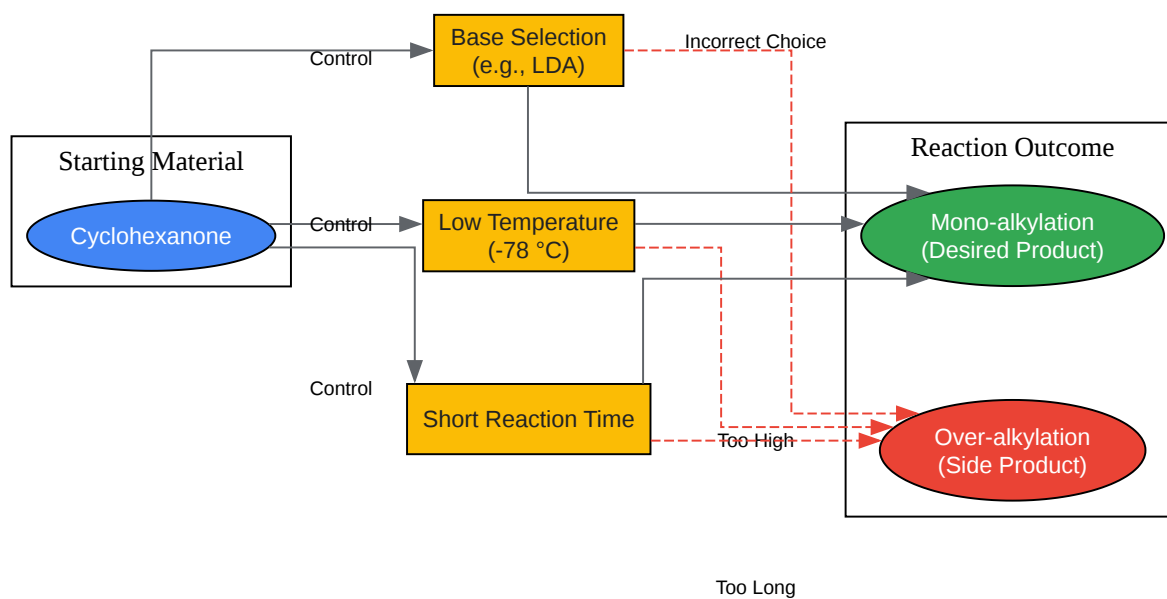 Base Selection
(e.g., LDA)
Incorrect Choice
Control
Starting Material
Reaction Outcome
Cyclohexanone
Control
Low Temperature
(-78 °C)
Mono-alkylation
(Desired Product)
Control
Short Reaction Time
Too High
Over-alkylation
(Side Product)
Too Long